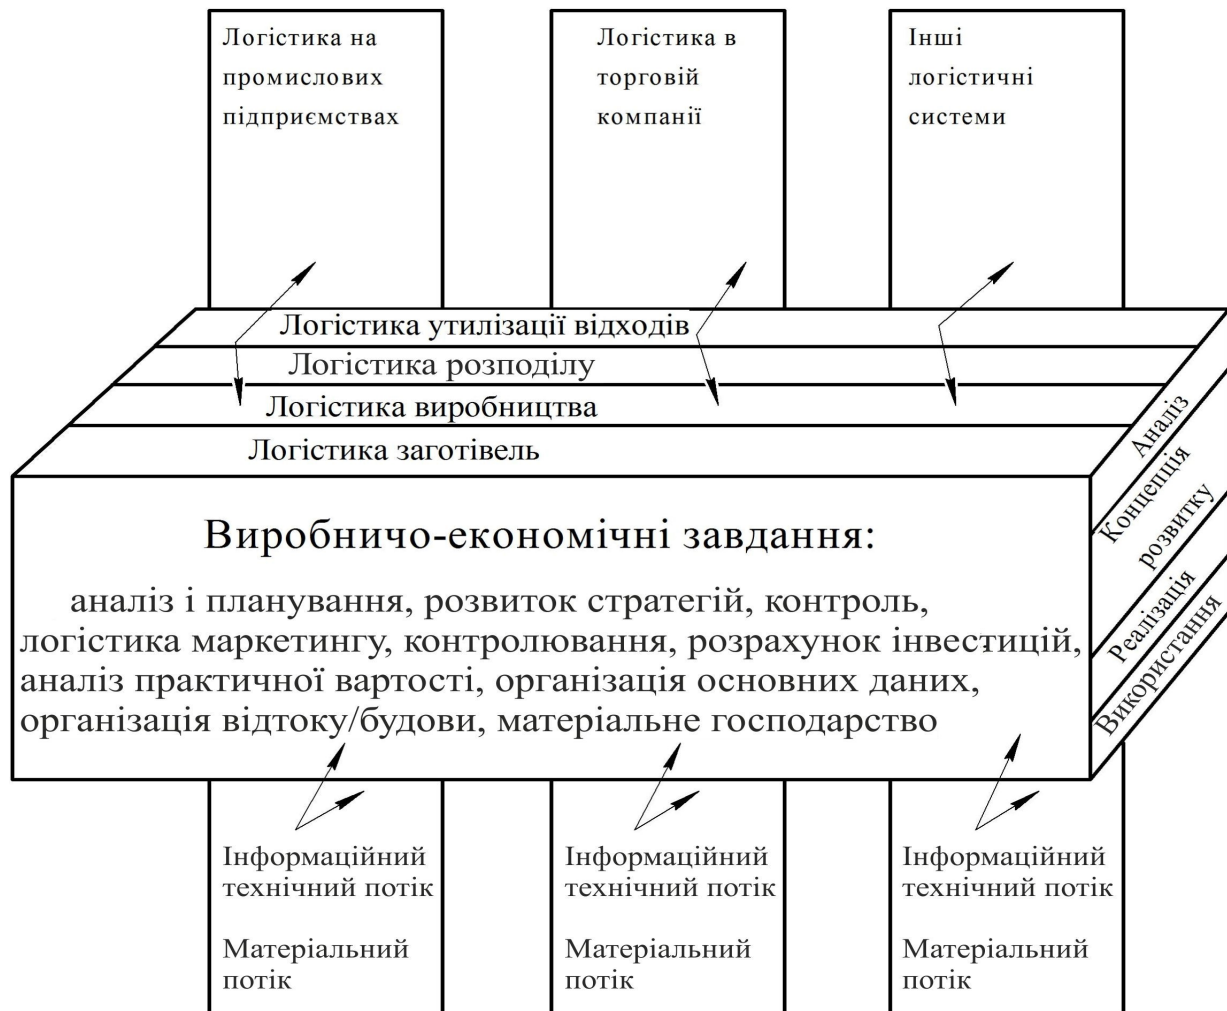 Логістика на
промислових
підприємствах
Логістика в
торговій
компанії
Інші
логістичні
системи
Логістика утилізації відходів
Логістика розподілу
Логістика виробництва
Логістика заготівель
Аналіз
Концепція
розвитку
Реалізація
Використання
Виробничо-економічні завдання:
аналіз і планування, розвиток стратегій, контроль,
логістика маркетингу, контролювання, розрахунок інвестицій,
аналіз практичної вартості, організація основних даних,
організація відтоку/будови, матеріальне господарство
Інформаційний
технічний потік
Матеріальний
потік
Інформаційний
технічний потік
Матеріальний
потік
Інформаційний
технічний потік
Матеріальний
потік